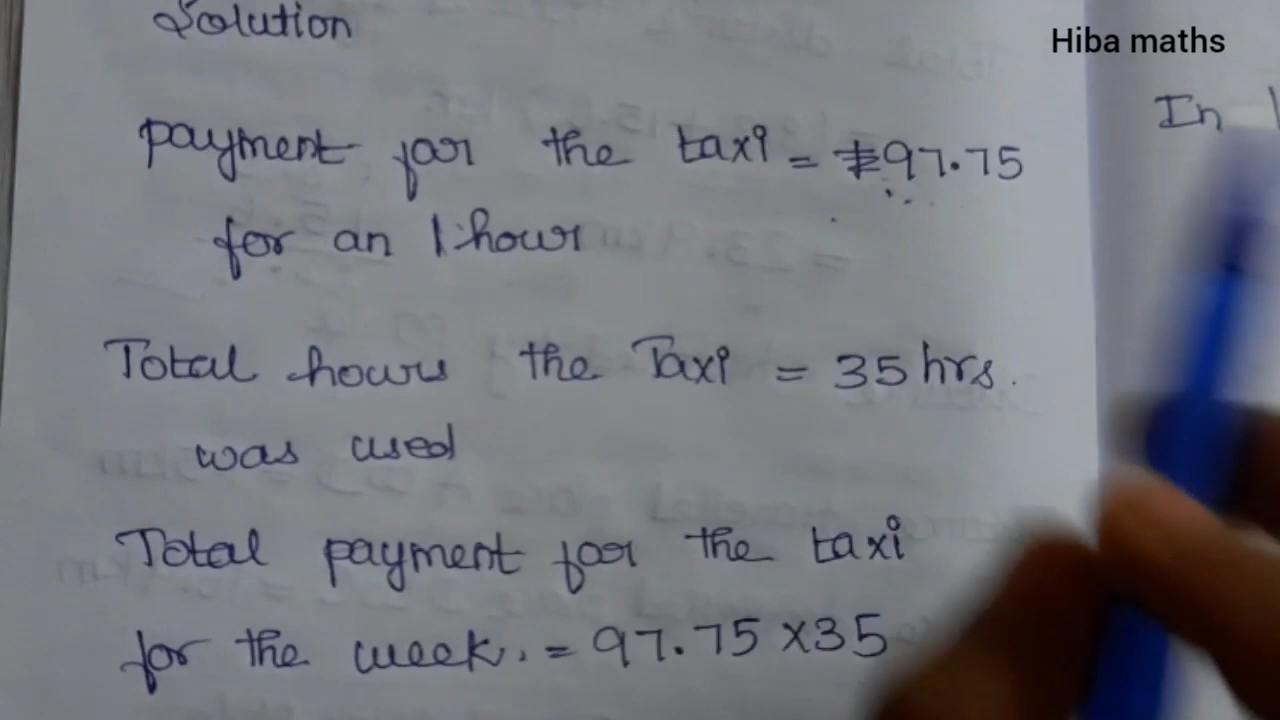 Solution
Hiba maths
In
payment for the taxi = ₹97.75
for an 1 hour
Total hours the Taxi = 35 hrs.
was used
Total payment for the taxi
for the week. = 97.75 × 35